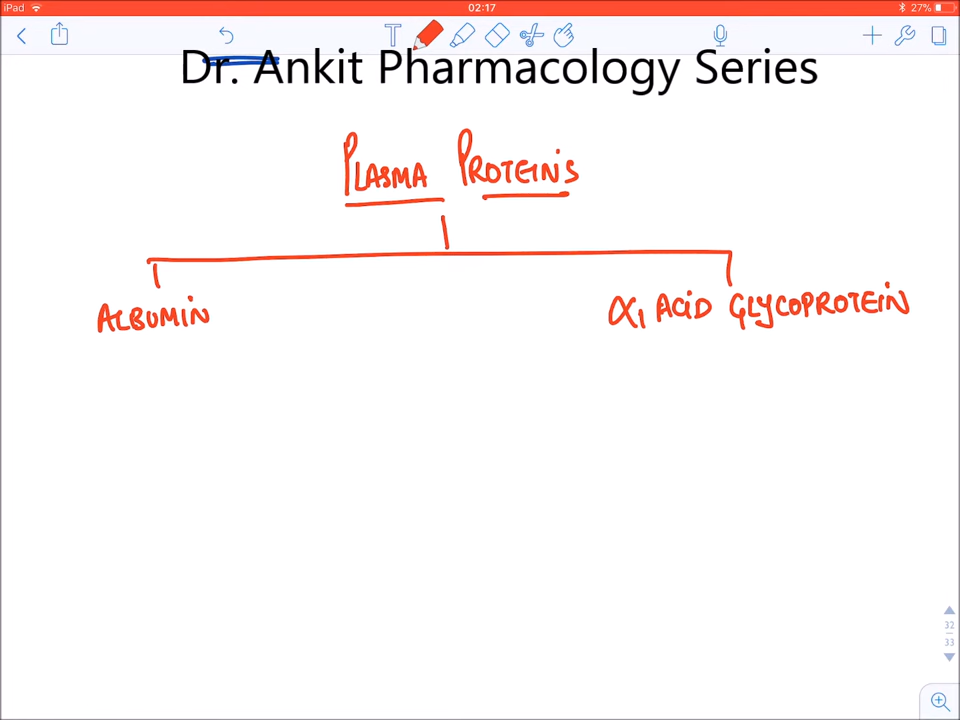 iPad 02:17 27%
T
Dr. Ankit Pharmacology Series
PLASMA PROTEINS
ALBUMIN α₁ ACID GLYCOPROTEIN
32
33